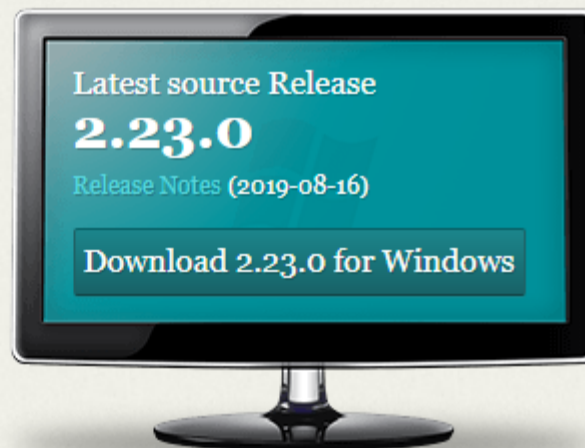 Latest source Release
2.23.0
Release Notes (2019-08-16)
Download 2.23.0 for Windows